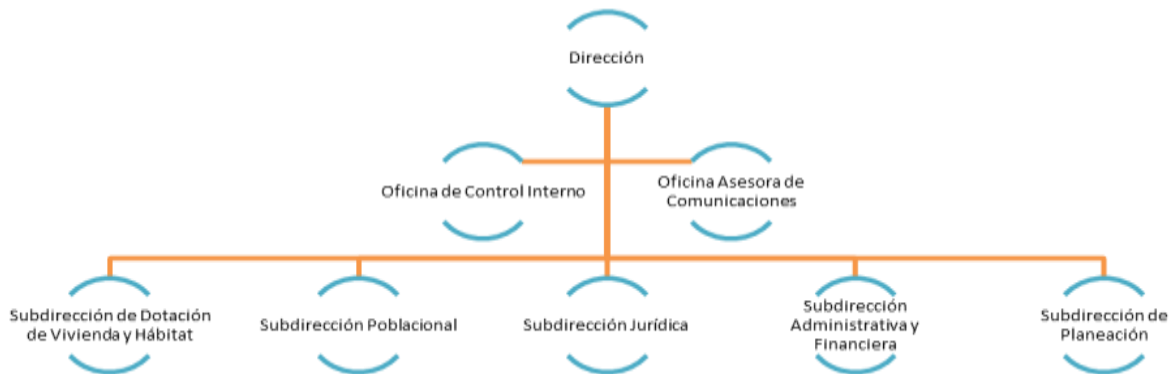 Dirección
Oficina de Control Interno
Oficina Asesora de
Comunicaciones
Subdirección de Dotación
de Vivienda y Hábitat
Subdirección Poblacional
Subdirección Jurídica
Subdirección
Administrativa y
Financiera
Subdirección de
Planeación